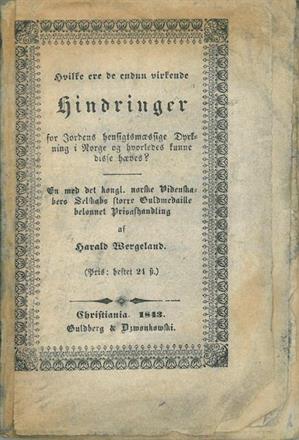 Hvilke ere de endnu virkende
Hindringer
for Jordens hensigtsmæssige Dyrk-
ning i Norge og hvorledes kunne
disse hæves?
En med det kongl. norske Videnska-
bers Selskabs større Guldmedaille
belønnet Prisafhandling
af
Harald Wergeland.
(Pris: heftet 24 ß.)
Christiania. 1843.
Guldberg & Dzwonkowski.